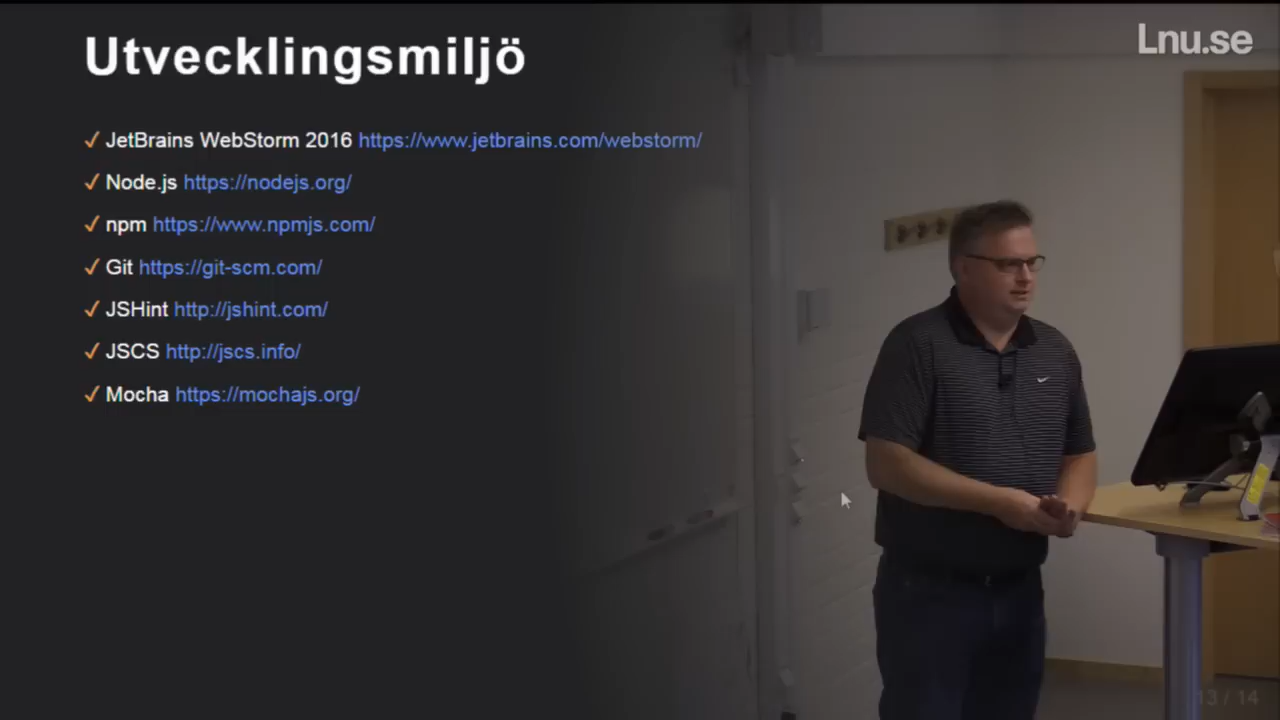 Utvecklingsmiljö
Lnu.se
✓ JetBrains WebStorm 2016 https://www.jetbrains.com/webstorm/
✓ Node.js https://nodejs.org/
✓ npm https://www.npmjs.com/
✓ Git https://git-scm.com/
✓ JSHint http://jshint.com/
✓ JSCS http://jscs.info/
✓ Mocha https://mochajs.org/
13 / 14